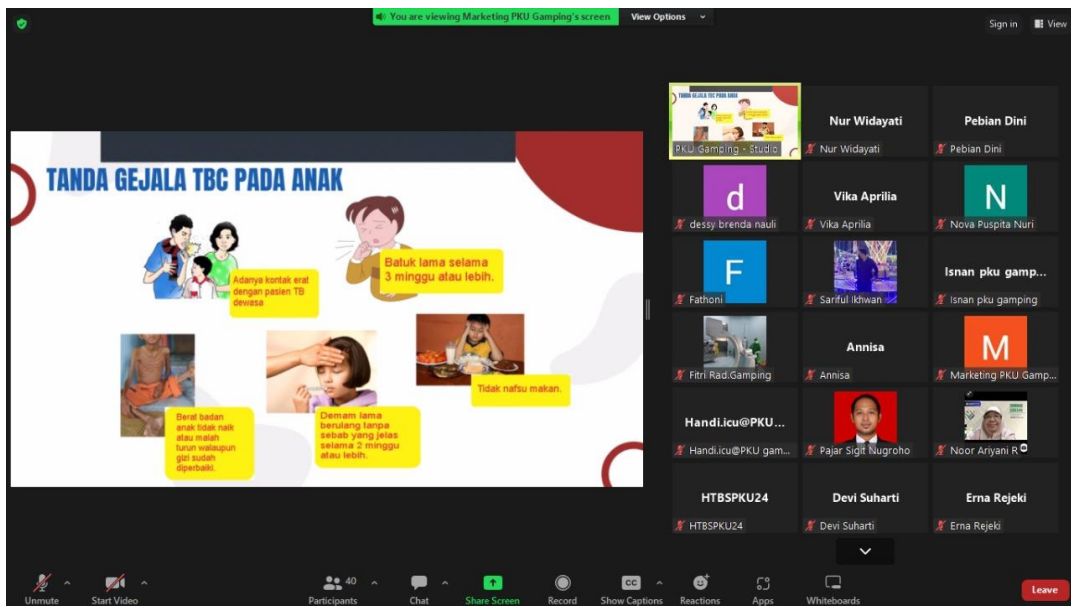 You are viewing Marketing PKU Gamping's screen
View Options
Sign in
View
TANDA GEJALA TBC PADA ANAK
Adanya kontak erat
dengan pasien TB
dewasa
Batuk lama selama
3 minggu atau lebih.
Berat badan
anak tidak naik
atau malah
turun walaupun
gizi sudah
diperbaiki.
Demam lama
berulang tanpa
sebab yang jelas
selama 2 minggu
atau lebih.
Tidak nafsu makan.
TANDA GEJALA TBC PADA ANAK
PKU Gamping - Studio
Nur Widayati
Nur Widayati
Pebian Dini
Pebian Dini
d
dessy brenda nauli
Vika Aprilia
Vika Aprilia
N
Nova Puspita Nuri
F
Fathoni
Sariful Ikhwan
Isnan pku gamp...
Isnan pku gamping
Fitri Rad.Gamping
Annisa
Annisa
M
Marketing PKU Gamp...
Handi.icu@PKU...
Handi.icu@PKU gam...
Pajar Sigit Nugroho
Noor Ariyani R
HTBSPKU24
HTBSPKU24
Devi Suharti
Devi Suharti
Erna Rejeki
Erna Rejeki
Unmute
Start Video
40
Participants
Chat
Share Screen
Record
CC
Show Captions
Reactions
Apps
Whiteboards
Leave